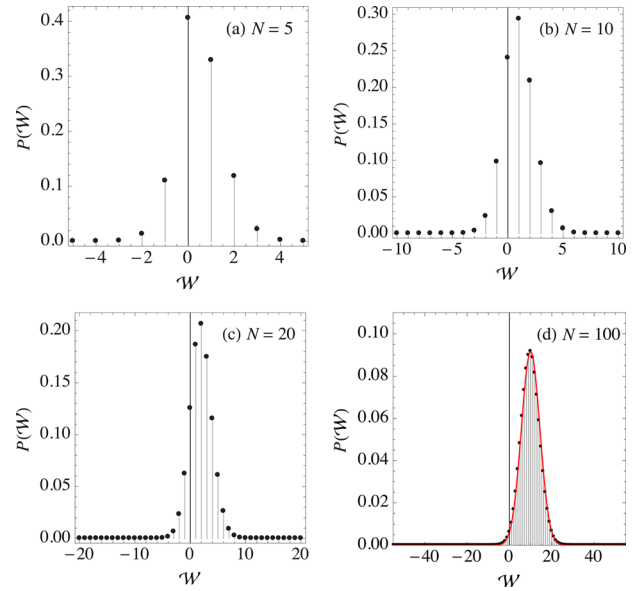 (a) N = 5
P(𝒲)
0.4
0.3
0.2
0.1
0.0
−4 −2 0 2 4
𝒲
(b) N = 10
P(𝒲)
0.30
0.25
0.20
0.15
0.10
0.05
0.00
−10 −5 0 5 10
𝒲
(c) N = 20
P(𝒲)
0.20
0.15
0.10
0.05
0.00
−20 −10 0 10 20
𝒲
(d) N = 100
P(𝒲)
0.10
0.08
0.06
0.04
0.02
0.00
−40 −20 0 20 40
𝒲